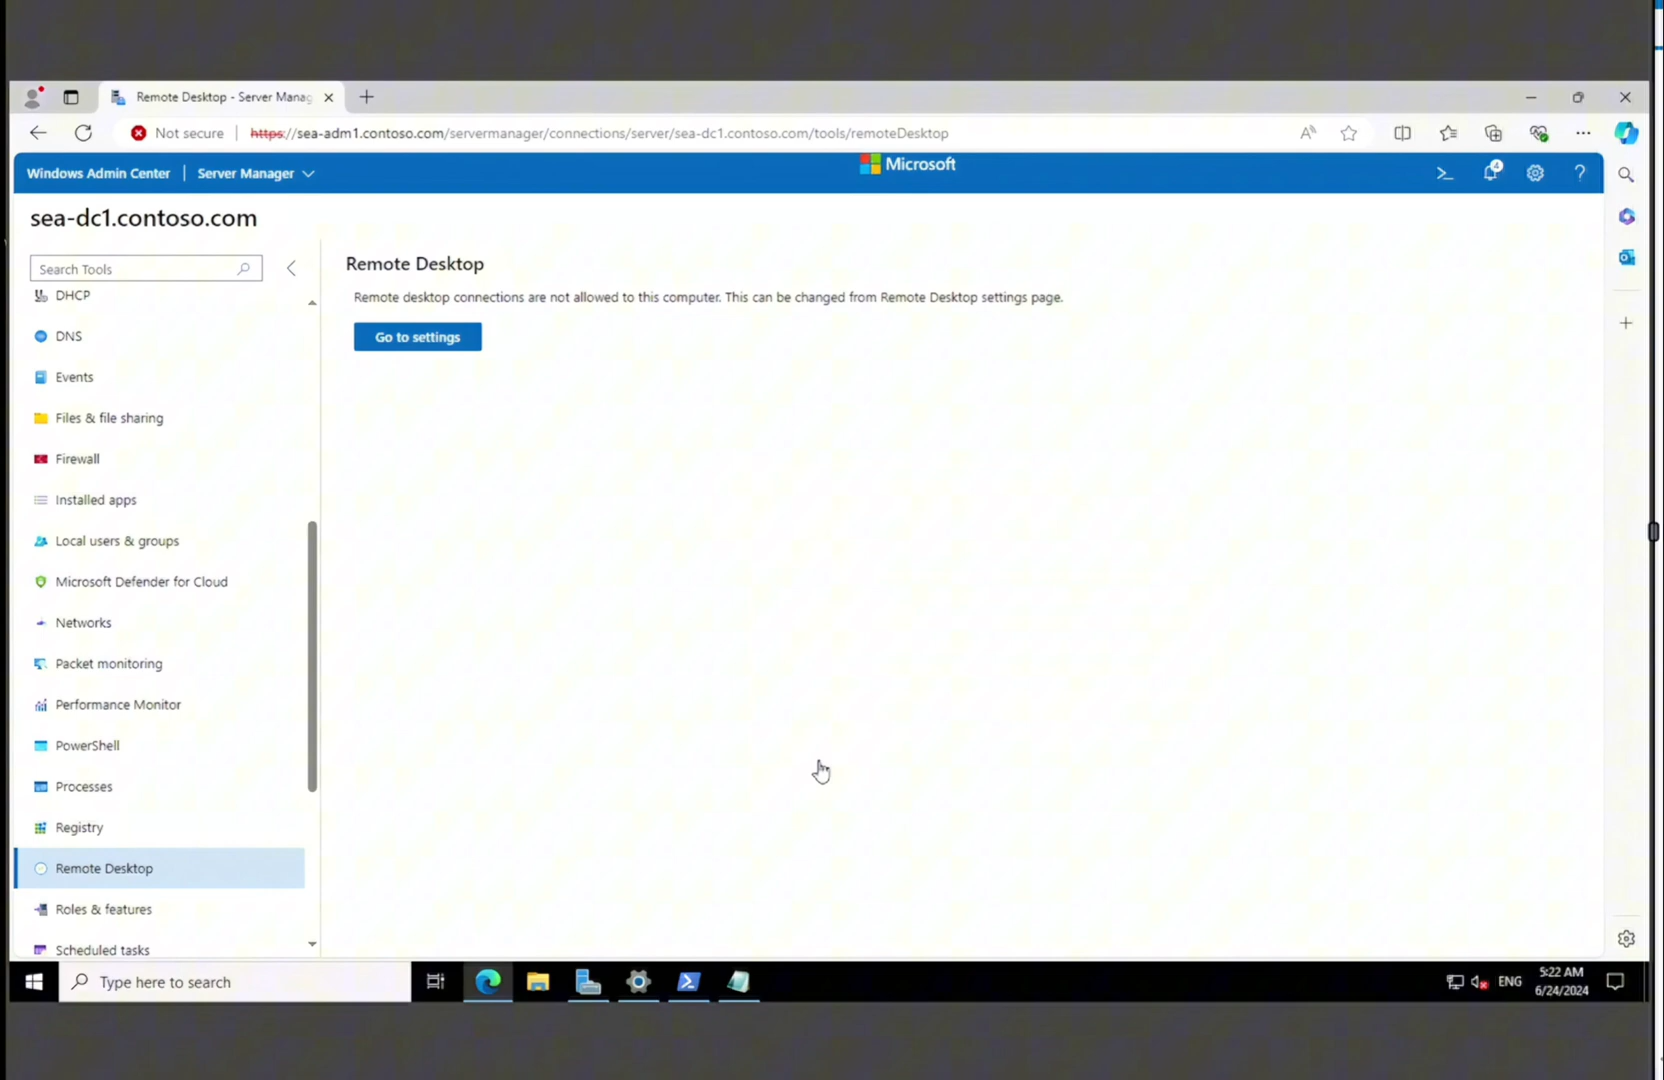 Remote Desktop - Server Manag
Not secure
https://sea-adm1.contoso.com/servermanager/connections/server/sea-dc1.contoso.com/tools/remoteDesktop
Windows Admin Center
Server Manager
Microsoft
4
sea-dc1.contoso.com
Search Tools
DHCP
DNS
Events
Files & file sharing
Firewall
Installed apps
Local users & groups
Microsoft Defender for Cloud
Networks
Packet monitoring
Performance Monitor
PowerShell
Processes
Registry
Remote Desktop
Roles & features
Scheduled tasks
Remote Desktop
Remote desktop connections are not allowed to this computer. This can be changed from Remote Desktop settings page.
Go to settings
Type here to search
ENG
5:22 AM
6/24/2024